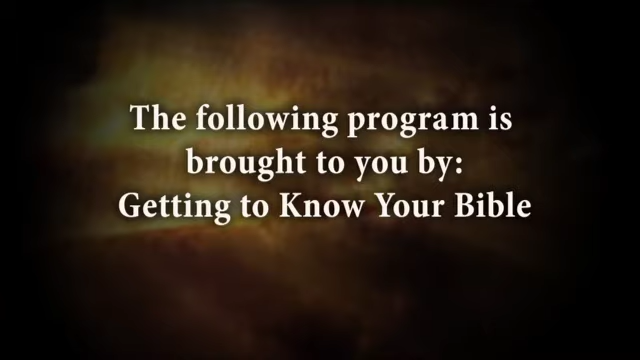 The following program is
brought to you by:
Getting to Know Your Bible